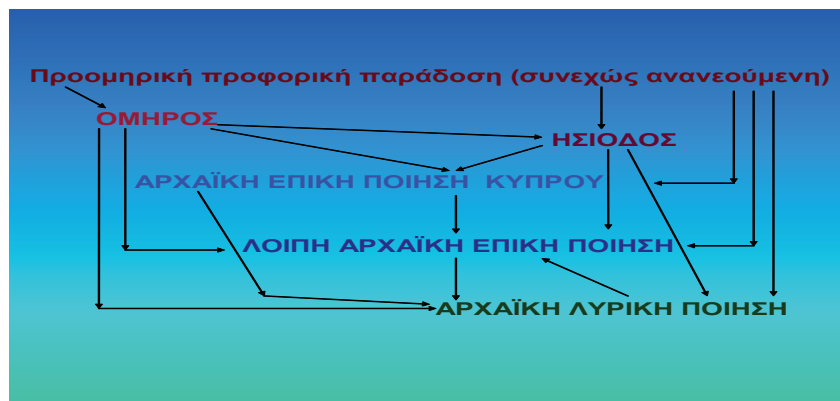 Προομηρική προφορική παράδοση (συνεχώς ανανεούμενη)
ΟΜΗΡΟΣ
ΗΣΙΟΔΟΣ
ΑΡΧΑΪΚΗ ΕΠΙΚΗ ΠΟΙΗΣΗ ΚΥΠΡΟΥ
ΛΟΙΠΗ ΑΡΧΑΪΚΗ ΕΠΙΚΗ ΠΟΙΗΣΗ
ΑΡΧΑΪΚΗ ΛΥΡΙΚΗ ΠΟΙΗΣΗ